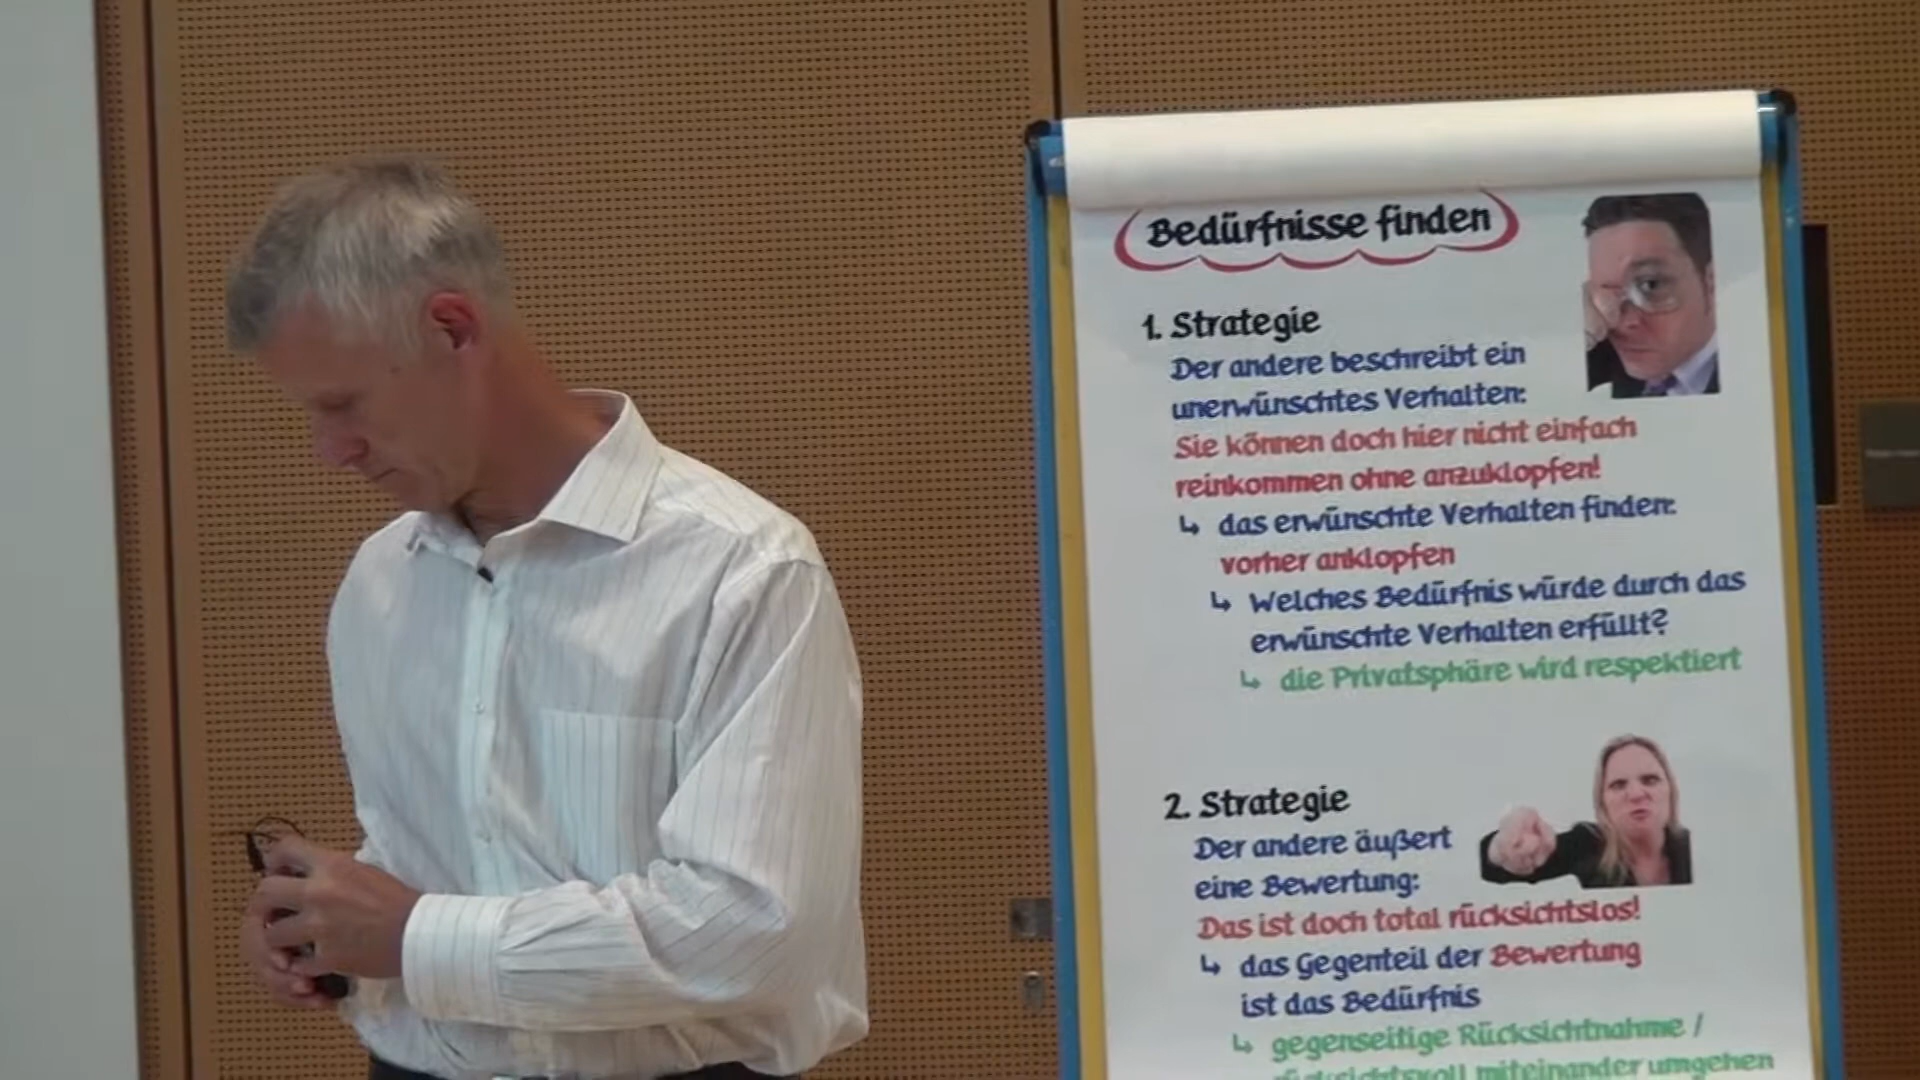 Bedürfnisse finden
1. Strategie
Der andere beschreibt ein
unerwünschtes Verhalten:
Sie können doch hier nicht einfach
reinkommen ohne anzuklopfen!
↳ das erwünschte Verhalten finden:
vorher anklopfen
↳ Welches Bedürfnis würde durch das
erwünschte Verhalten erfüllt?
↳ die Privatsphäre wird respektiert
2. Strategie
Der andere äußert
eine Bewertung:
Das ist doch total rücksichtslos!
↳ das Gegenteil der Bewertung
ist das Bedürfnis
↳ gegenseitige Rücksichtnahme /
rücksichtsvoll miteinander umgehen